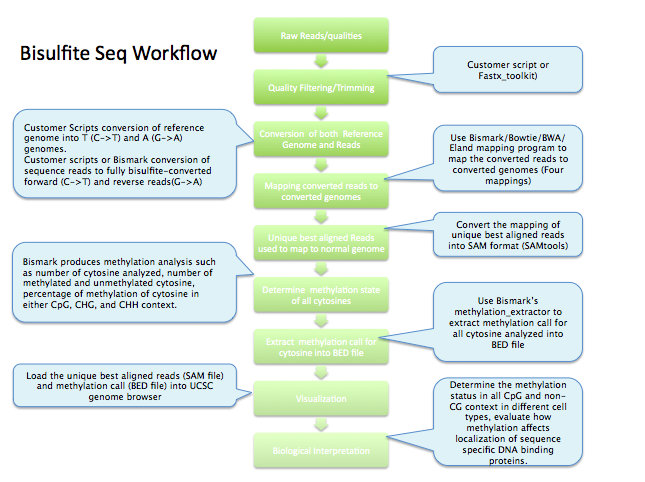 Bisulfite Seq Workflow
Raw Reads/qualities
Quality Filtering/Trimming
Customer script or
Fastx_toolkit)
Conversion of both Reference
Genome and Reads
Customer Scripts conversion of reference
genome into T (C->T) and A (G->A)
genomes.
Customer scripts or Bismark conversion of
sequence reads to fully bisulfite-converted
forward (C->T) and reverse reads(G->A)
Mapping converted reads to
converted genomes
Use Bismark/Bowtie/BWA/
Eland mapping program to
map the converted reads to
converted genomes (Four
mappings)
Unique best aligned Reads
used to map to normal genome
Convert the mapping of
unique best aligned reads
into SAM format (SAMtools)
Determine methylation state
of all cytosines
Bismark produces methylation analysis such
as number of cytosine analyzed, number of
methylated and unmethylated cytosine,
percentage of methylation of cytosine in
either CpG, CHG, and CHH context.
Extract methylation call for
cytosine into BED file
Use Bismark's
methylation_extractor to
extract methylation call for
all cytosine analyzed into
BED file
Visualization
Load the unique best aligned reads (SAM file)
and methylation call (BED file) into UCSC
genome browser
Biological Interpretation
Determine the methylation
status in all CpG and non-
CG context in different cell
types, evaluate how
methylation affects
localization of sequence
specific DNA binding
proteins.